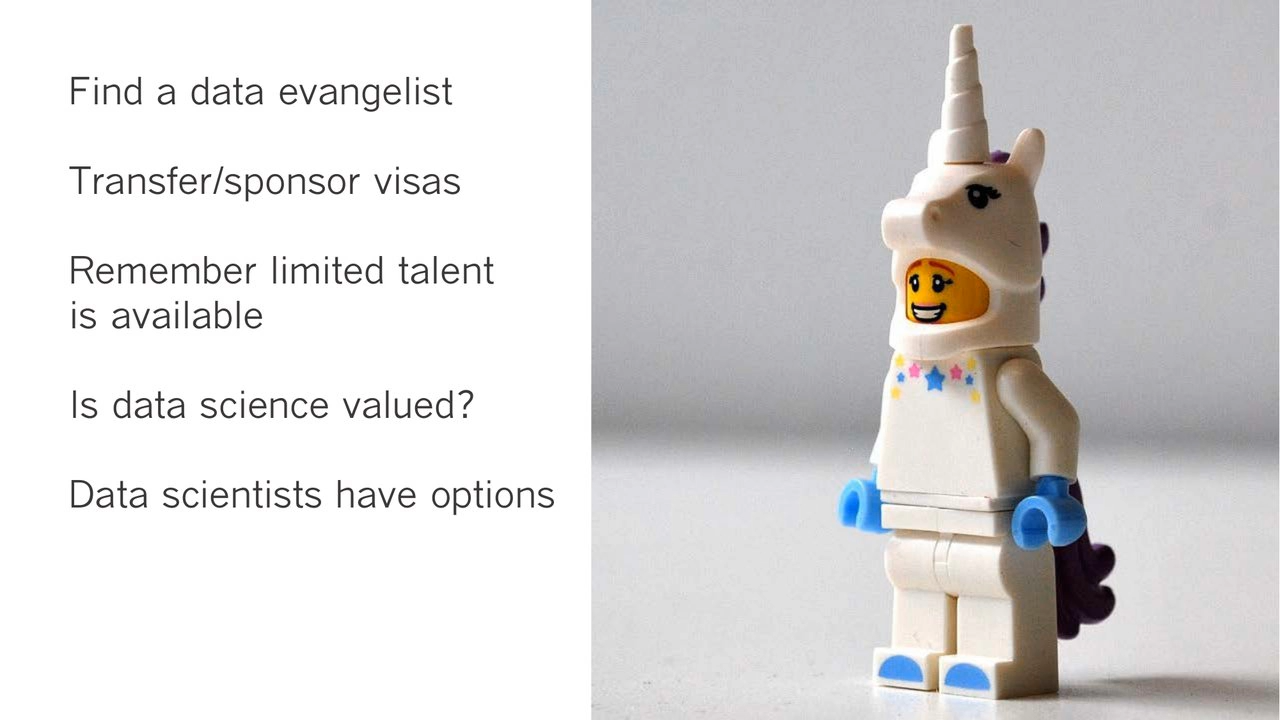 Find a data evangelist
Transfer/sponsor visas
Remember limited talent
is available
Is data science valued?
Data scientists have options